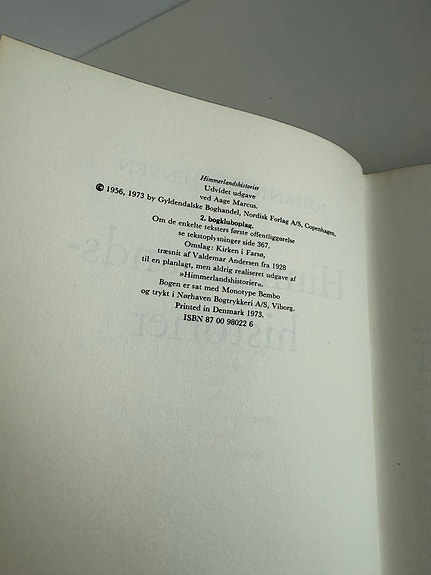 Himmerlandshistorier
Udvidet udgave
ved Aage Marcus.
© 1956, 1973 by Gyldendalske Boghandel, Nordisk Forlag A/S, Copenhagen,
2. bogkluboplag.
Om de enkelte teksters første offentliggørelse
se tekstoplysninger side 367.
Omslag: Kirken i Farsø,
træsnit af Valdemar Andersen fra 1928
til en planlagt, men aldrig realiseret udgave af
»Himmerlandshistorier«.
Bogen er sat med Monotype Bembo
og trykt i Nørhaven Bogtrykkeri A/S, Viborg.
Printed in Denmark 1973.
ISBN 87 00 98022 6